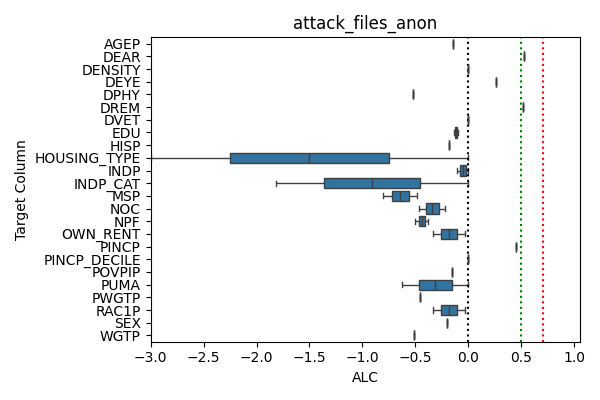 attack_files_anon
Target Column
AGEP
DEAR
DENSITY
DEYE
DPHY
DREM
DVET
EDU
HISP
HOUSING_TYPE
INDP
INDP_CAT
MSP
NOC
NPF
OWN_RENT
PINCP
PINCP_DECILE
POVPIP
PUMA
PWGTP
RAC1P
SEX
WGTP
−3.0 −2.5 −2.0 −1.5 −1.0 −0.5 0.0 0.5 1.0
ALC